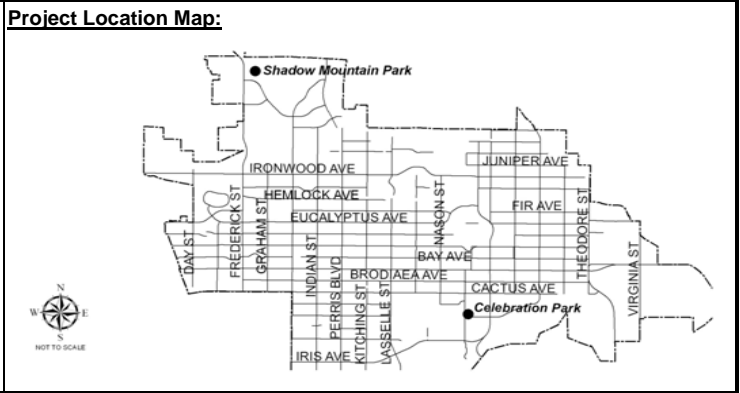 Project Location Map:
Shadow Mountain Park
IRONWOOD AVE
JUNIPER AVE
HEMLOCK AVE
FIR AVE
EUCALYPTUS AVE
DAY ST
FREDERICK ST
GRAHAM ST
INDIAN ST
PERRIS BLVD
KITCHING ST
LASSELLE ST
NASON ST
THEODORE ST
VIRGINIA ST
BAY AVE
BRODIAEA AVE
CACTUS AVE
Celebration Park
IRIS AVE
N
W
E
S
NOT TO SCALE